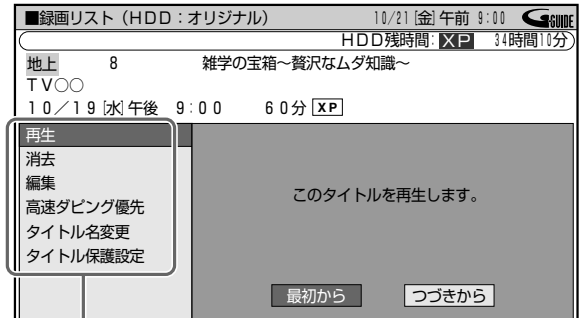 ■録画リスト（HDD：オリジナル） 10/21[金]午前 9:00 G-GUIDE
HDD残時間: XP 34時間10分
地上 8 雑学の宝箱～贅沢なムダ知識～
TV○○
10／19[水]午後 9:00 60分 XP
再生
消去
編集
高速ダビング優先
タイトル名変更
タイトル保護設定
このタイトルを再生します。
最初から つづきから